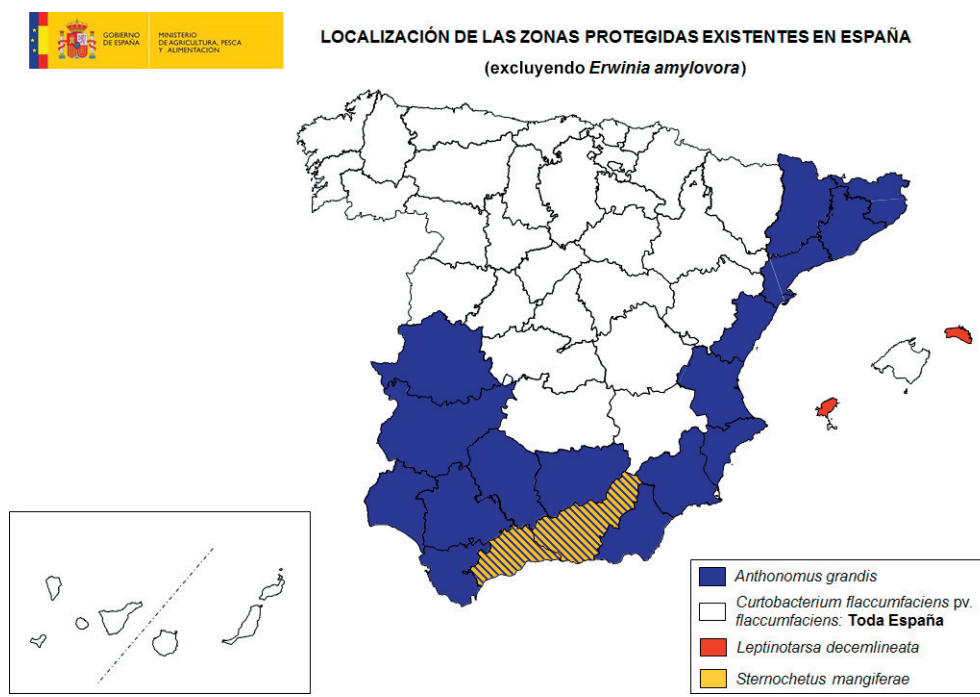 GOBIERNO
DE ESPAÑA
MINISTERIO
DE AGRICULTURA, PESCA
Y ALIMENTACIÓN
LOCALIZACIÓN DE LAS ZONAS PROTEGIDAS EXISTENTES EN ESPAÑA
(excluyendo Erwinia amylovora)
Anthonomus grandis
Curtobacterium flaccumfaciens pv.
flaccumfaciens: Toda España
Leptinotarsa decemlineata
Sternochetus mangiferae